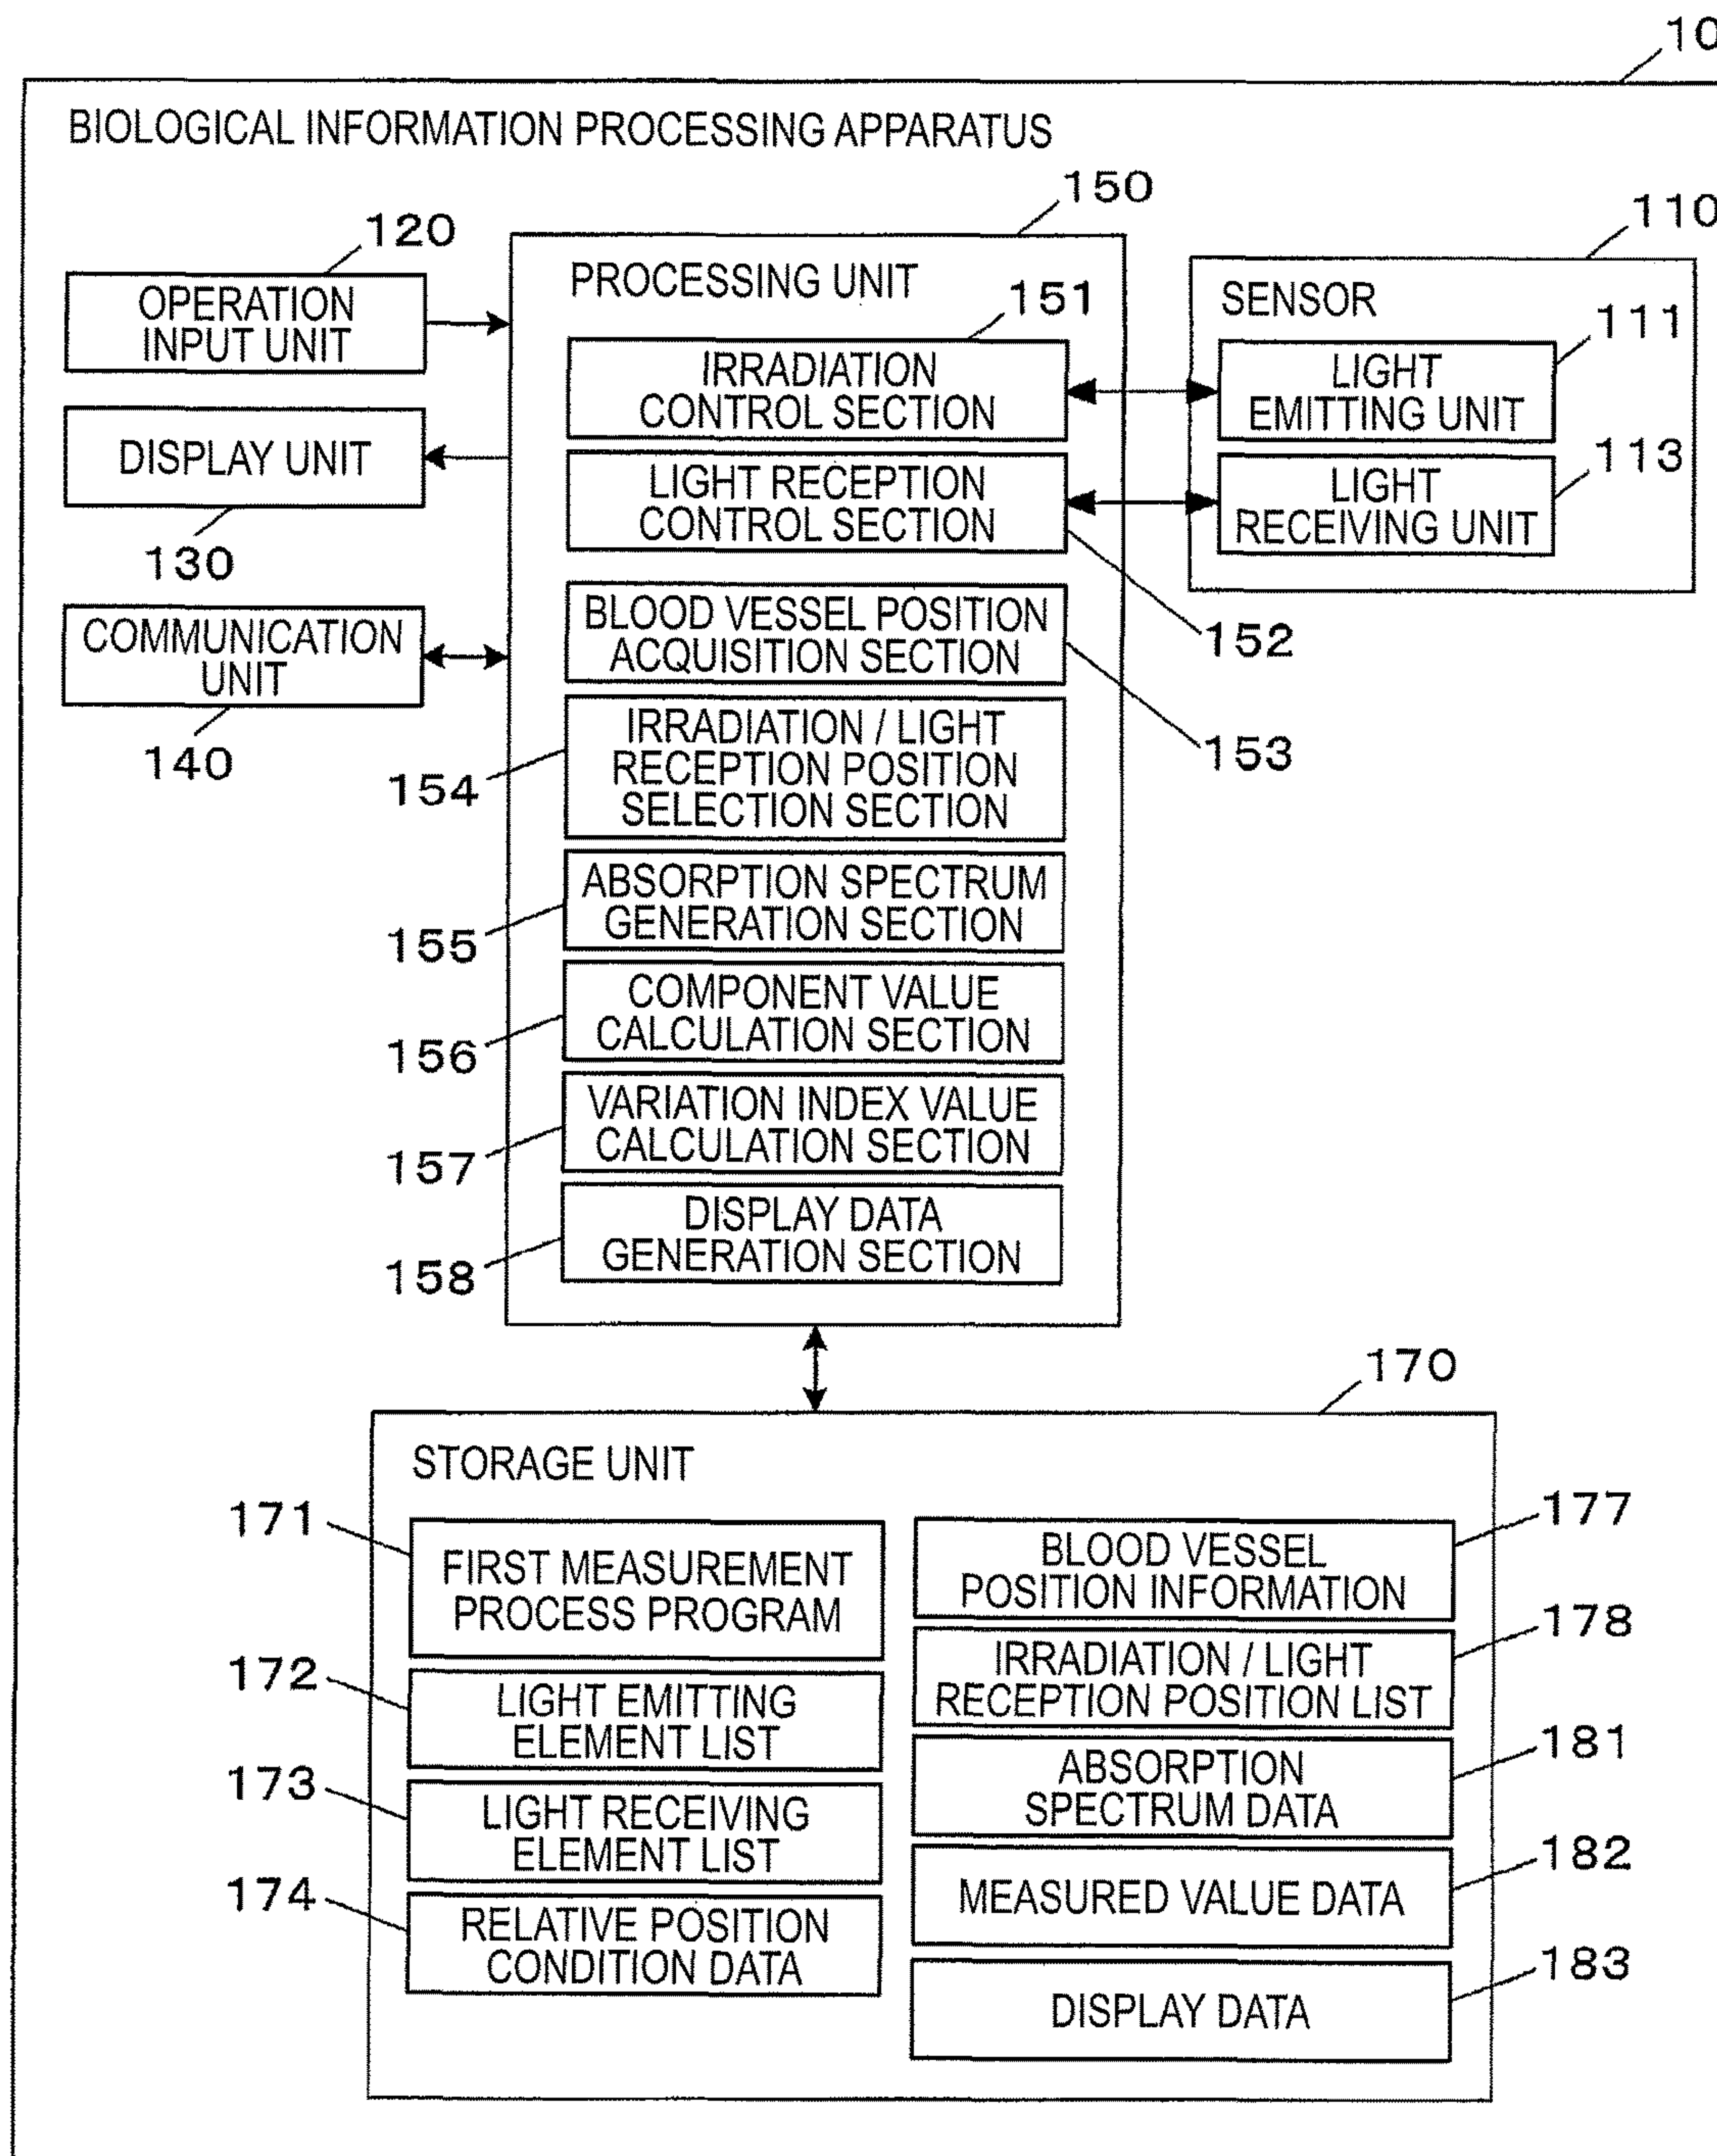 10
BIOLOGICAL INFORMATION PROCESSING APPARATUS
120
OPERATION
INPUT UNIT
DISPLAY UNIT
130
COMMUNICATION
UNIT
140
150
PROCESSING UNIT
151
IRRADIATION
CONTROL SECTION
LIGHT RECEPTION
CONTROL SECTION
152
BLOOD VESSEL POSITION
ACQUISITION SECTION
153
IRRADIATION / LIGHT
RECEPTION POSITION
SELECTION SECTION
154
ABSORPTION SPECTRUM
GENERATION SECTION
155
COMPONENT VALUE
CALCULATION SECTION
156
VARIATION INDEX VALUE
CALCULATION SECTION
157
DISPLAY DATA
GENERATION SECTION
158
110
SENSOR
111
LIGHT
EMITTING UNIT
113
LIGHT
RECEIVING UNIT
170
STORAGE UNIT
171
FIRST MEASUREMENT
PROCESS PROGRAM
172
LIGHT EMITTING
ELEMENT LIST
173
LIGHT RECEIVING
ELEMENT LIST
174
RELATIVE POSITION
CONDITION DATA
177
BLOOD VESSEL
POSITION INFORMATION
178
IRRADIATION / LIGHT
RECEPTION POSITION LIST
181
ABSORPTION
SPECTRUM DATA
182
MEASURED VALUE DATA
183
DISPLAY DATA